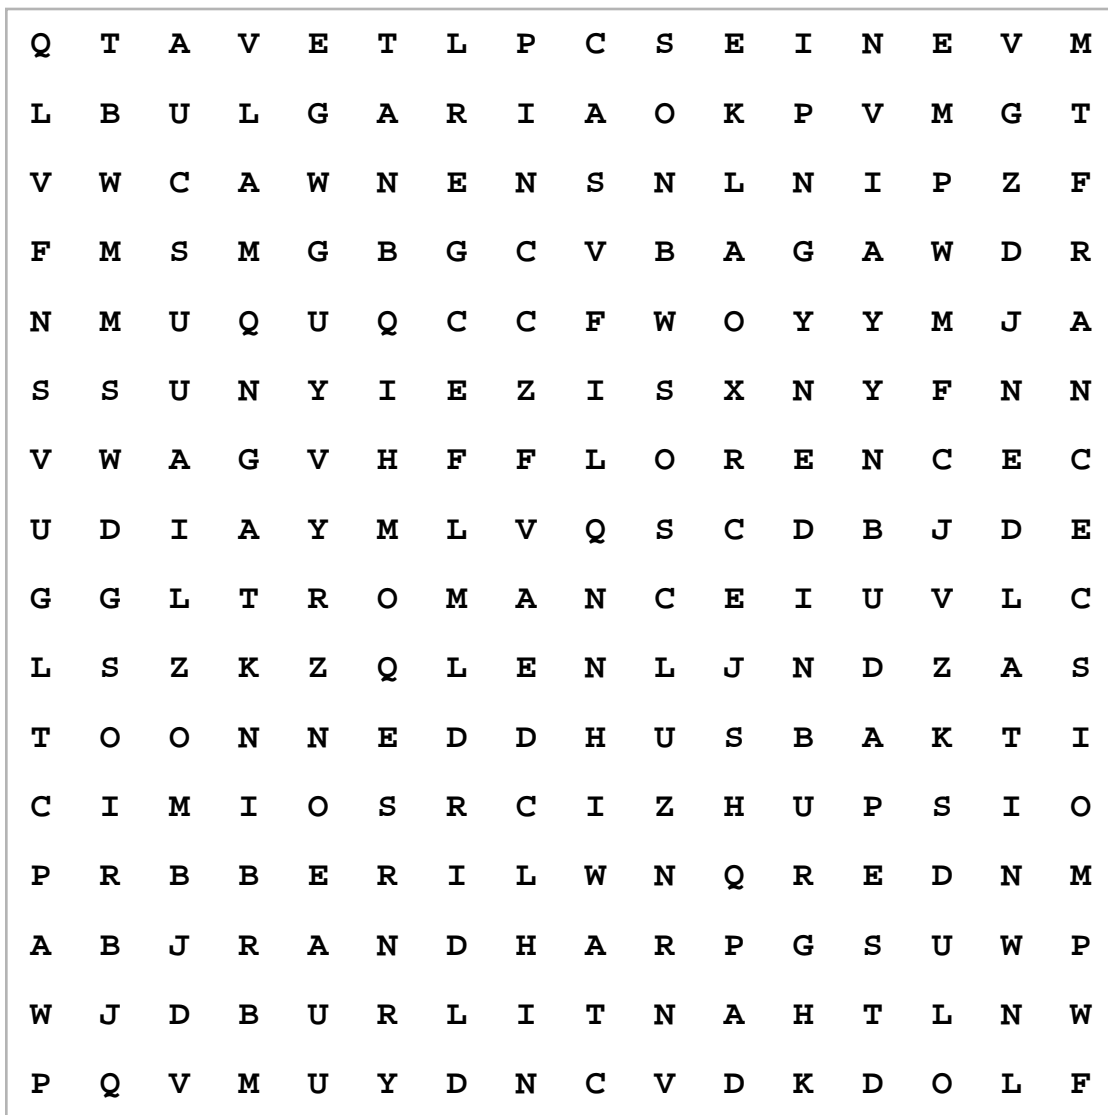 Q T A V E T L P C S E I N E V M
L B U L G A R I A O K P V M G T
V W C A W N E N S N L N I P Z F
F M S M G B G C V B A G A W D R
N M U Q U Q C C F W O Y Y M J A
S S U N Y I E Z I S X N Y F N N
V W A G V H F F L O R E N C E C
U D I A Y M L V Q S C D B J D E
G G L T R O M A N C E I U V L C
L S Z K Z Q L E N L J N D Z A S
T O O N N E D D H U S B A K T I
C I M I O S R C I Z H U P S I O
P R B B E R I L W N Q R E D N M
A B J R A N D H A R P G S U W P
W J D B U R L I T N A H T L N W
P Q V M U Y D N C V D K D O L F